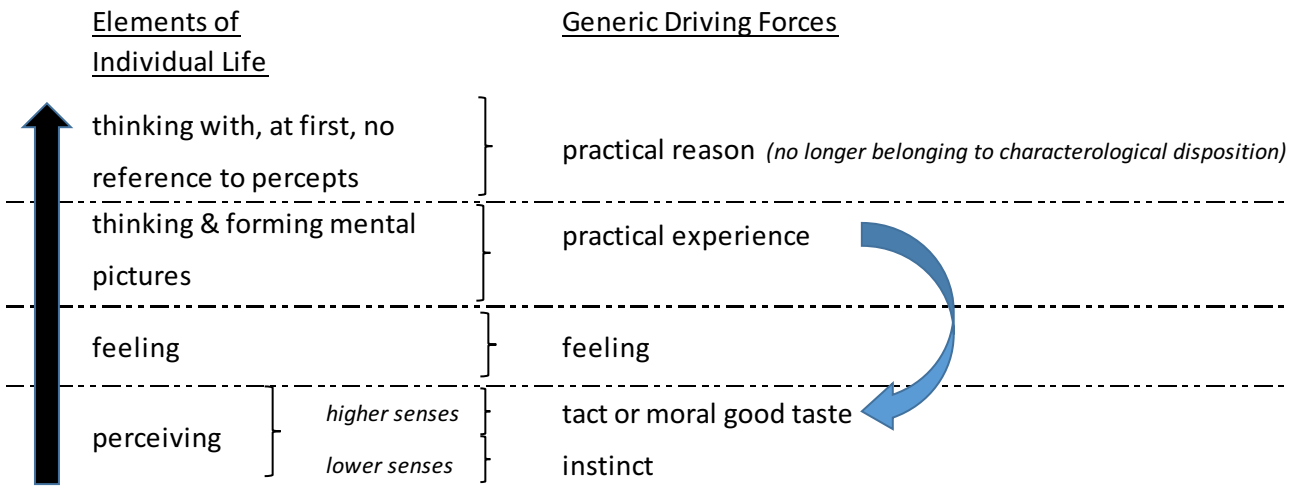 Elements of
Individual Life
Generic Driving Forces
thinking with, at first, no
reference to percepts
practical reason (no longer belonging to characterological disposition)
thinking & forming mental
pictures
practical experience
feeling
feeling
perceiving
higher senses
tact or moral good taste
lower senses
instinct